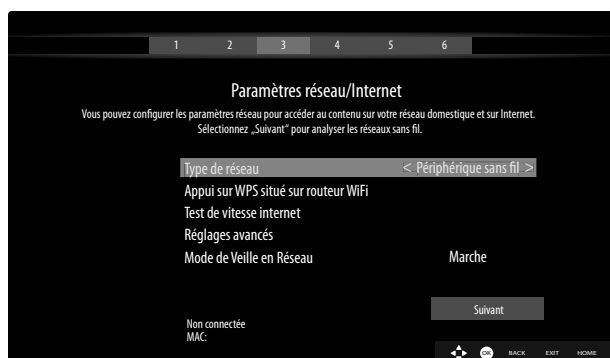 1 2 3 4 5 6
Paramètres réseau/Internet
Vous pouvez configurer les paramètres réseau pour accéder au contenu sur votre réseau domestique et sur Internet.
Sélectionnez „Suivant" pour analyser les réseaux sans fil.
Type de réseau < Périphérique sans fil >
Appui sur WPS situé sur routeur WiFi
Test de vitesse internet
Réglages avancés
Mode de Veille en Réseau Marche
Suivant
Non connectée
MAC:
OK BACK EXIT HOME